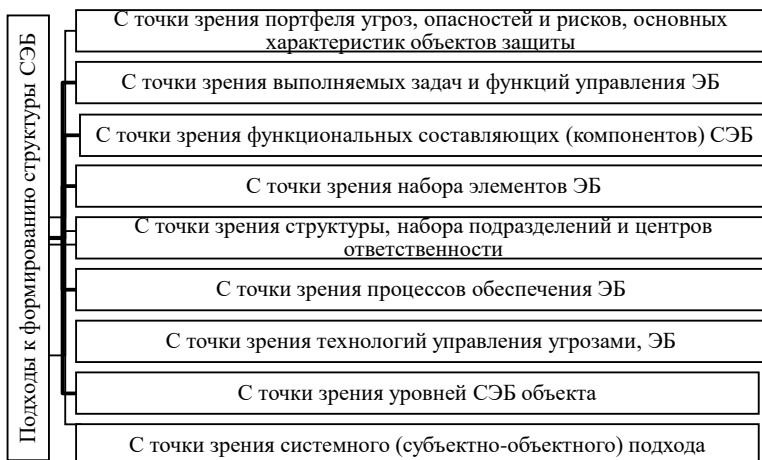 Подходы к формированию структуры СЭБ
С точки зрения портфеля угроз, опасностей и рисков, основных
характеристик объектов защиты
С точки зрения выполняемых задач и функций управления ЭБ
С точки зрения функциональных составляющих (компонентов) СЭБ
С точки зрения набора элементов ЭБ
С точки зрения структуры, набора подразделений и центров
ответственности
С точки зрения процессов обеспечения ЭБ
С точки зрения технологий управления угрозами, ЭБ
С точки зрения уровней СЭБ объекта
С точки зрения системного (субъектно-объектного) подхода